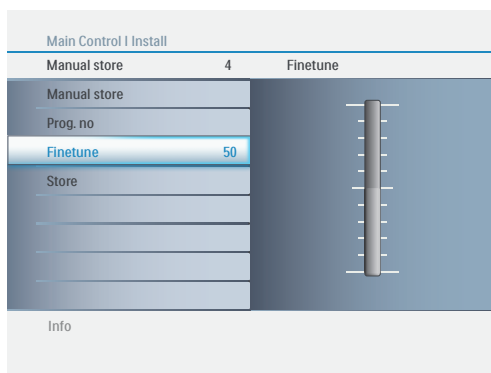 Main Control I Install
Manual store 4 Finetune
Manual store
Prog. no
Finetune 50
Store
Info